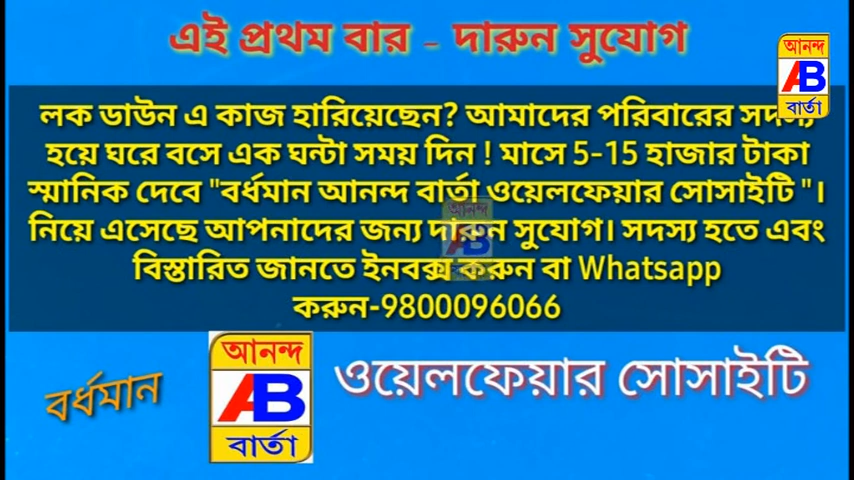 এই প্রথম বার - দারুন সুযোগ
আনন্দ
AB
বার্তা
লক ডাউন এ কাজ হারিয়েছেন? আমাদের পরিবারের সদস্য
হয়ে ঘরে বসে এক ঘন্টা সময় দিন ! মাসে 5-15 হাজার টাকা
স্মানিক দেবে "বর্ধমান আনন্দ বার্তা ওয়েলফেয়ার সোসাইটি "।
নিয়ে এসেছে আপনাদের জন্য দারুন সুযোগ। সদস্য হতে এবং
বিস্তারিত জানতে ইনবক্স করুন বা Whatsapp
করুন-9800096066
আনন্দ
AB
বার্তা
বর্ধমান
আনন্দ
AB
বার্তা
ওয়েলফেয়ার সোসাইটি